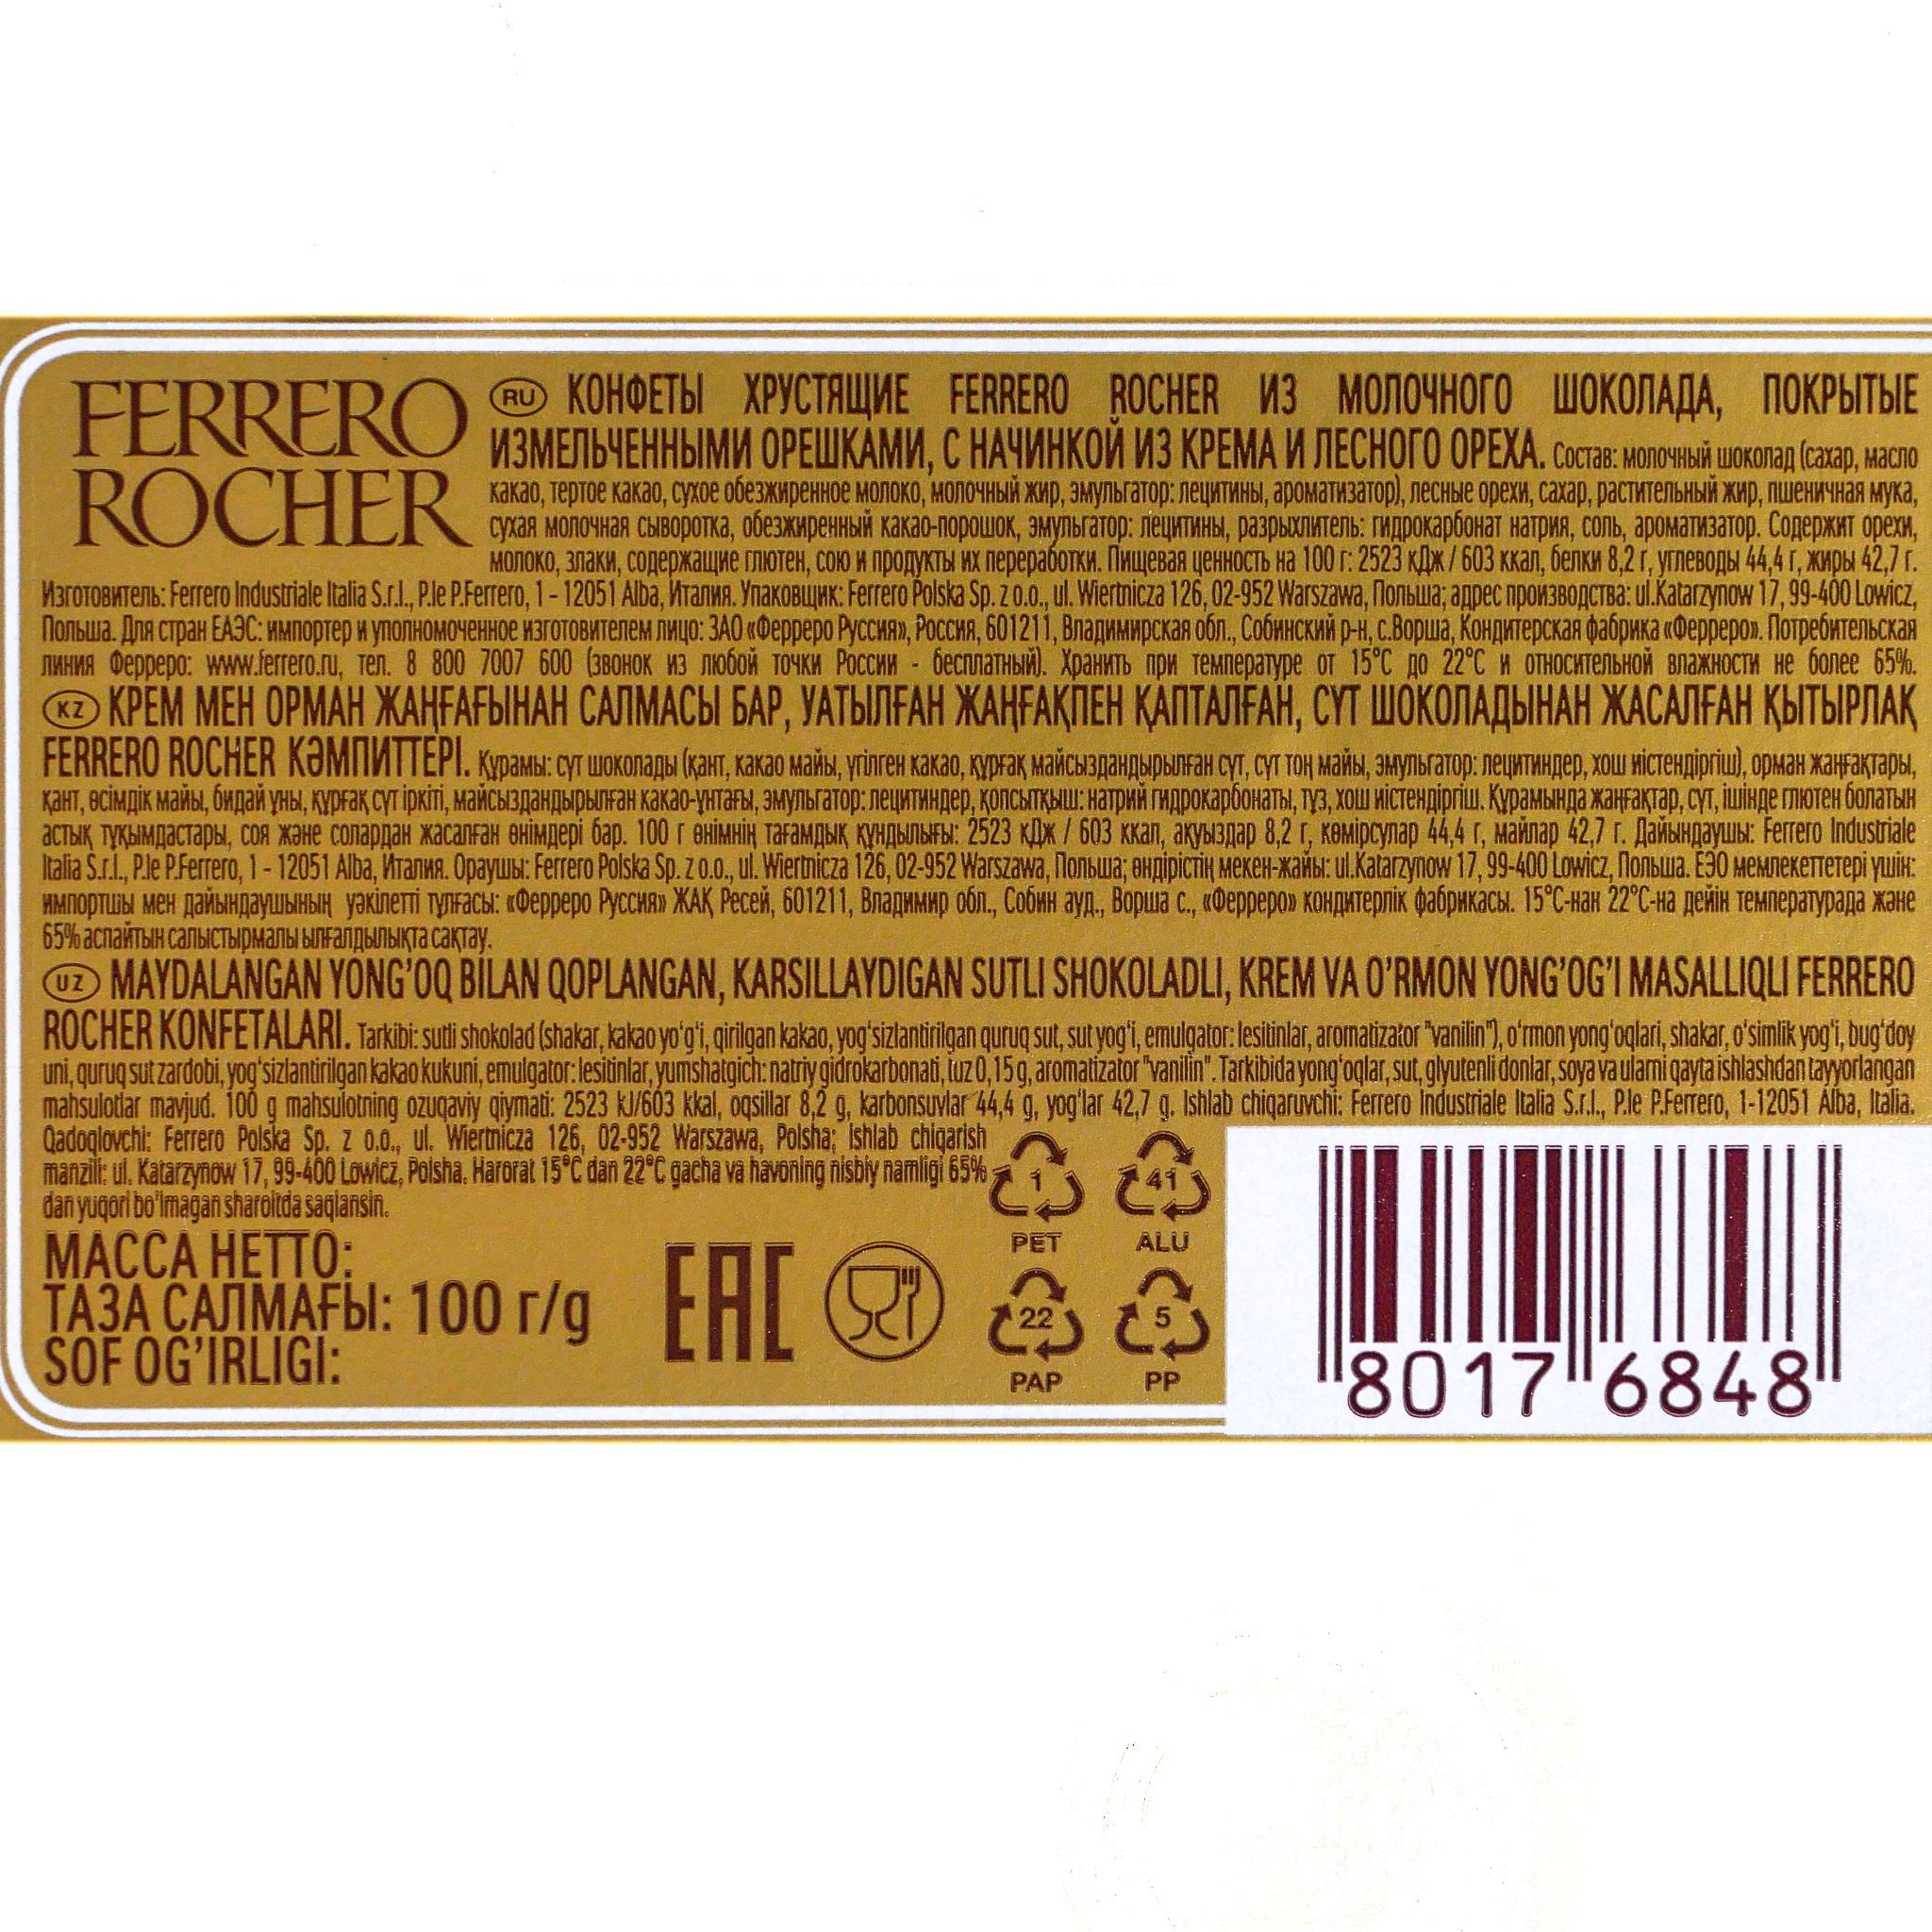 FERRERO
ROCHER
RU КОНФЕТЫ ХРУСТЯЩИЕ FERRERO ROCHER ИЗ МОЛОЧНОГО ШОКОЛАДА, ПОКРЫТЫЕ
ИЗМЕЛЬЧЕННЫМИ ОРЕШКАМИ, С НАЧИНКОЙ ИЗ КРЕМА И ЛЕСНОГО ОРЕХА. Состав: молочный шоколад (сахар, масло
какао, тертое какао, сухое обезжиренное молоко, молочный жир, эмульгатор: лецитины, ароматизатор), лесные орехи, сахар, растительный жир, пшеничная мука,
сухая молочная сыворотка, обезжиренный какао-порошок, эмульгатор: лецитины, разрыхлитель: гидрокарбонат натрия, соль, ароматизатор. Содержит орехи,
молоко, злаки, содержащие глютен, сою и продукты их переработки. Пищевая ценность на 100 г: 2523 кДж / 603 ккал, белки 8,2 г, углеводы 44,4 г, жиры 42,7 г.
Изготовитель: Ferrero Industriale Italia S.r.l., P.le P.Ferrero, 1 - 12051 Alba, Италия. Упаковщик: Ferrero Polska Sp. z o.o., ul. Wiertnicza 126, 02-952 Warszawa, Польша; адрес производства: ul.Katarzynow 17, 99-400 Lowicz,
Польша. Для стран ЕАЭС: импортер и уполномоченное изготовителем лицо: ЗАО «Ферреро Руссия», Россия, 601211, Владимирская обл., Собинский р-н, с.Ворша, Кондитерская фабрика «Ферреро». Потребительская
линия Ферреро: www.ferrero.ru, тел. 8 800 7007 600 (звонок из любой точки России - бесплатный). Хранить при температуре от 15°C до 22°C и относительной влажности не более 65%.
KZ КРЕМ МЕН ОРМАН ЖАҢҒАҒЫНАН САЛМАСЫ БАР, УАТЫЛҒАН ЖАҢҒАҚПЕН ҚАПТАЛҒАН, СҮТ ШОКОЛАДЫНАН ЖАСАЛҒАН ҚЫТЫРЛАҚ
FERRERO ROCHER КӘМПИТТЕРІ. Құрамы: сүт шоколады (қант, какао майы, үгілген какао, құрғақ майсыздандырылған сүт, сүт тоң майы, эмульгатор: лецитиндер, хош иістендіргіш), орман жаңғақтары,
қант, өсімдік майы, бидай ұны, құрғақ сүт іркіті, майсыздандырылған какао-ұнтағы, эмульгатор: лецитиндер, қопсытқыш: натрий гидрокарбонаты, тұз, хош иістендіргіш. Құрамында жаңғақтар, сүт, ішінде глютен болатын
астық тұқымдастары, соя және солардан жасалған өнімдері бар. 100 г өнімнің тағамдық құндылығы: 2523 кДж / 603 ккал, ақуыздар 8,2 г, көмірсулар 44,4 г, майлар 42,7 г. Дайындаушы: Ferrero Industriale
Italia S.r.l., P.le P.Ferrero, 1 - 12051 Alba, Италия. Ораушы: Ferrero Polska Sp. z o.o., ul. Wiertnicza 126, 02-952 Warszawa, Польша; өндірістің мекен-жайы: ul.Katarzynow 17, 99-400 Lowicz, Польша. ЕЭО мемлекеттетері үшін:
импортшы мен дайындаушының уәкілетті тұлғасы: «Ферреро Руссия» ЖАҚ Ресей, 601211, Владимир обл., Собин ауд., Ворша с., «Ферреро» кондитерлік фабрикасы. 15°C-нан 22°C-на дейін температурада және
65% аспайтын салыстырмалы ылғалдылықта сақтау.
UZ MAYDALANGAN YONG'OQ BILAN QOPLANGAN, KARSILLAYDIGAN SUTLI SHOKOLADLI, KREM VA O'RMON YONG'OG'I MASALLIQLI FERRERO
ROCHER KONFETALARI. Tarkibi: sutli shokolad (shakar, kakao yo'g'i, qirilgan kakao, yog'sizlantirilgan quruq sut, sut yog'i, emulgator: lesitinlar, aromatizator "vanilin"), o'rmon yong'oqlari, shakar, o'simlik yog'i, bug'doy
uni, quruq sut zardobi, yog'sizlantirilgan kakao kukuni, emulgator: lesitinlar, yumshatgich: natriy gidrokarbonati, tuz 0,15 g, aromatizator "vanilin". Tarkibida yong'oqlar, sut, glyutenli donlar, soya va ularni qayta ishlashdan tayyorlangan
mahsulotlar mavjud. 100 g mahsulotning ozuqaviy qiymati: 2523 kJ/603 kkal, oqsillar 8,2 g, karbonsuvlar 44,4 g, yog'lar 42,7 g. Ishlab chiqaruvchi: Ferrero Industriale Italia S.r.l., P.le P.Ferrero, 1-12051 Alba, Italia.
Qadoqlovchi: Ferrero Polska Sp. z o.o., ul. Wiertnicza 126, 02-952 Warszawa, Polsha; ishlab chiqarish
manzili: ul. Katarzynow 17, 99-400 Lowicz, Polsha. Harorat 15°C dan 22°C gacha va havoning nisbiy namligi 65%
dan yuqori bo'lmagan sharoitda saqlansin.
МАССА НЕТТО:
ТАЗА САЛМАҒЫ: 100 г/g
SOF OG'IRLIGI:
EAC
1
PET
41
ALU
22
PAP
5
PP
8017 6848